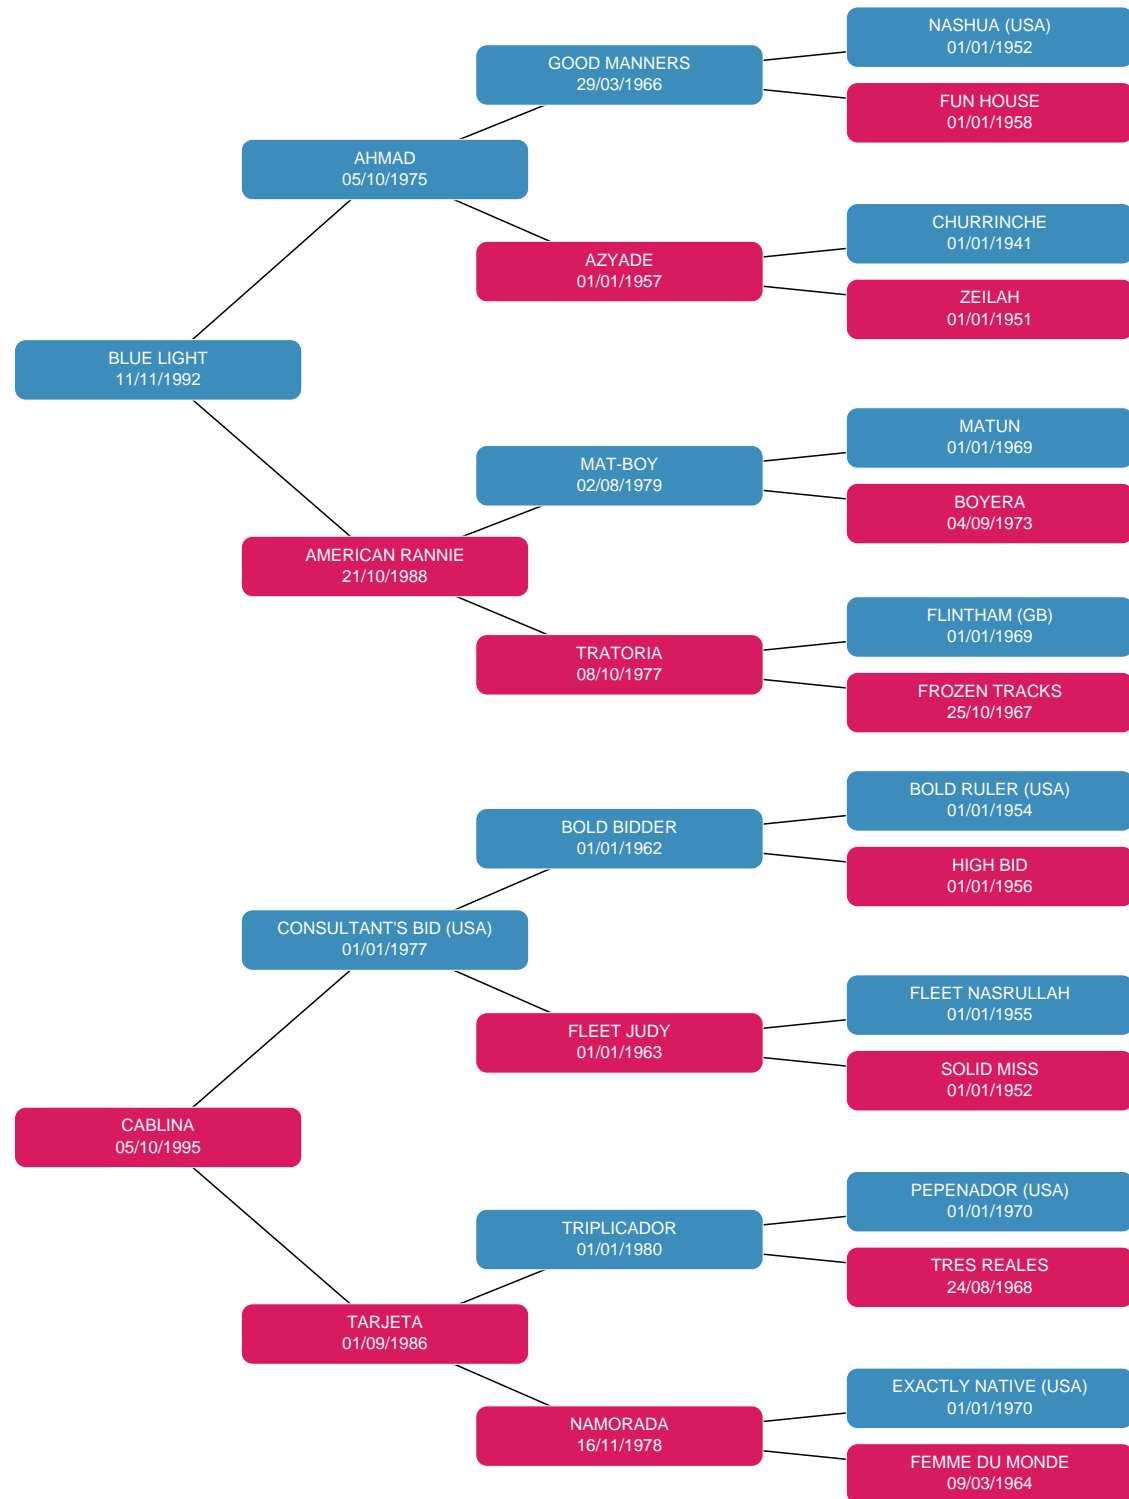 NASHUA (USA)
01/01/1952
GOOD MANNERS
29/03/1966
FUN HOUSE
01/01/1958
AHMAD
05/10/1975
CHURRINCHE
01/01/1941
AZYADE
01/01/1957
ZEILAH
01/01/1951
BLUE LIGHT
11/11/1992
MATUN
01/01/1969
MAT-BOY
02/08/1979
BOYERA
04/09/1973
AMERICAN RANNIE
21/10/1988
FLINTHAM (GB)
01/01/1969
TRATORIA
08/10/1977
FROZEN TRACKS
25/10/1967
BOLD RULER (USA)
01/01/1954
BOLD BIDDER
01/01/1962
HIGH BID
01/01/1956
CONSULTANT'S BID (USA)
01/01/1977
FLEET NASRULLAH
01/01/1955
FLEET JUDY
01/01/1963
SOLID MISS
01/01/1952
CABLINA
05/10/1995
PEPENADOR (USA)
01/01/1970
TRIPLICADOR
01/01/1980
TRES REALES
24/08/1968
TARJETA
01/09/1986
EXACTLY NATIVE (USA)
01/01/1970
NAMORADA
16/11/1978
FEMME DU MONDE
09/03/1964